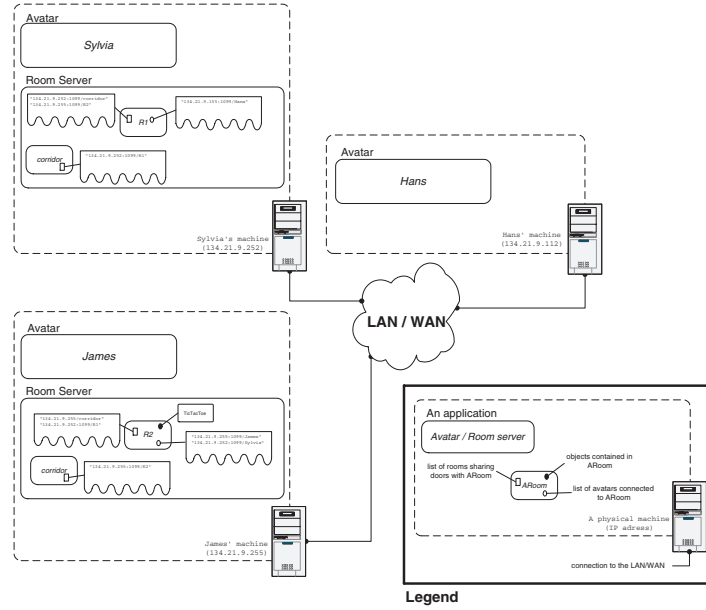 Avatar
Sylvia
Room Server
"134.21.9.252:1099/corridor"
"134.21.9.255:1099/R2"
R1
"134.21.9.105:1099/Hans"
corridor
"134.21.9.252:1099/R1"
Sylvia's machine
(134.21.9.252)
Avatar
Hans
Hans' machine
(134.21.9.112)
LAN / WAN
Avatar
James
Room Server
"134.21.9.255/corridor"
"134.21.9.252:1099/R1"
R2
TicTacToe
"134.21.9.255:1099/James"
"134.21.9.252:1099/Sylvia"
corridor
"134.21.9.255:1099/R2"
James' machine
(134.21.9.255)
An application
Avatar / Room server
list of rooms sharing
doors with ARoom
ARoom
objects contained in
ARoom
list of avatars connected
to ARoom
A physical machine
(IP adress)
connection to the LAN/WAN
Legend